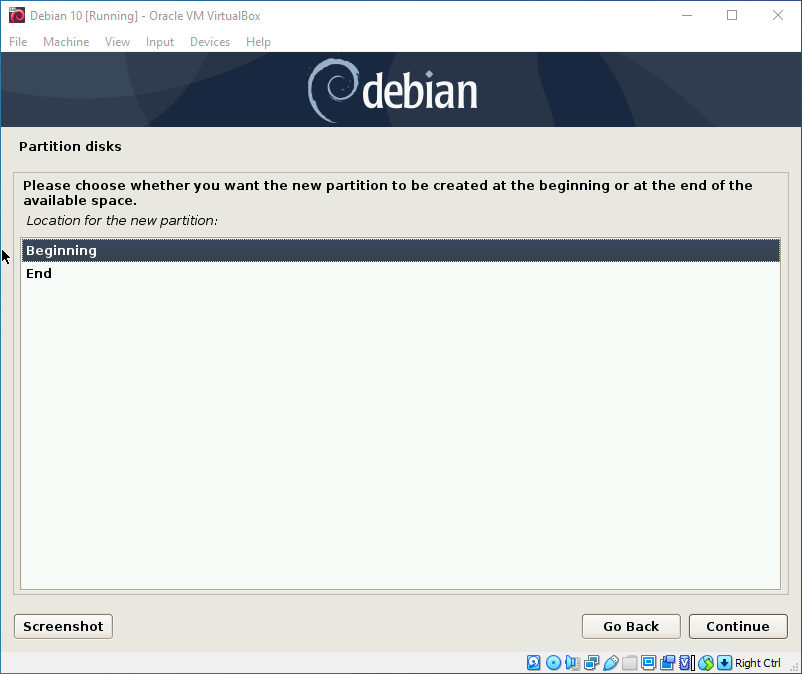 Debian 10 [Running] - Oracle VM VirtualBox
File Machine View Input Devices Help
debian
Partition disks
Please choose whether you want the new partition to be created at the beginning or at the end of the
available space.
Location for the new partition:
Beginning
End
Screenshot Go Back Continue
Right Ctrl